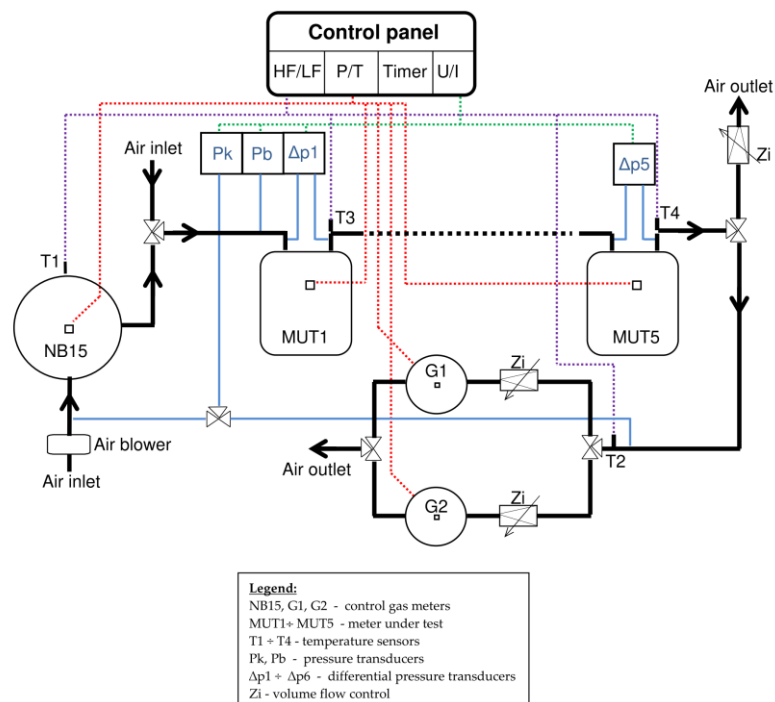 Control panel
HF/LF P/T Timer U/I
Air outlet
Air inlet
Pk Pb Δp1
Δp5
Zi
T3
T4
T1
NB15
MUT1
MUT5
G1
Zi
Air blower
Air outlet
T2
Air inlet
G2
Zi
Legend:
NB15, G1, G2 - control gas meters
MUT1÷ MUT5 - meter under test
T1 ÷ T4 - temperature sensors
Pk, Pb - pressure transducers
Δp1 ÷ Δp6 - differential pressure transducers
Zi - volume flow control